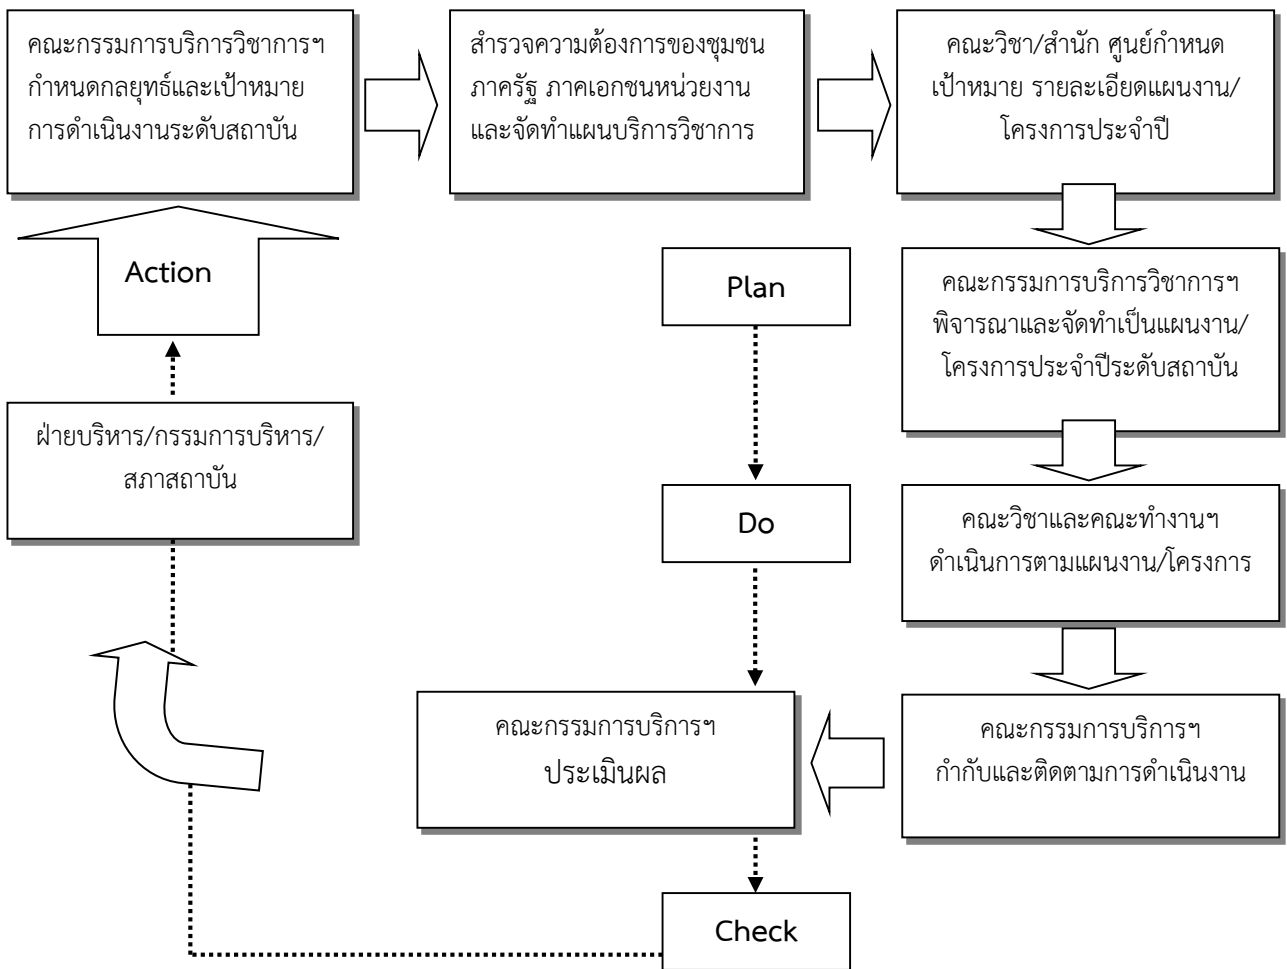 คณะกรรมการบริการวิชาการฯ
กำหนดกลยุทธ์และเป้าหมาย
การดำเนินงานระดับสถาบัน
สำรวจความต้องการของชุมชน
ภาครัฐ ภาคเอกชนหน่วยงาน
และจัดทำแผนบริการวิชาการ
คณะวิชา/สำนัก ศูนย์กำหนด
เป้าหมาย รายละเอียดแผนงาน/
โครงการประจำปี
Action
Plan
คณะกรรมการบริการวิชาการฯ
พิจารณาและจัดทำเป็นแผนงาน/
โครงการประจำปีระดับสถาบัน
ฝ่ายบริหาร/กรรมการบริหาร/
สภาสถาบัน
Do
คณะวิชาและคณะทำงานฯ
ดำเนินการตามแผนงาน/โครงการ
คณะกรรมการบริการฯ
ประเมินผล
คณะกรรมการบริการฯ
กำกับและติดตามการดำเนินงาน
Check